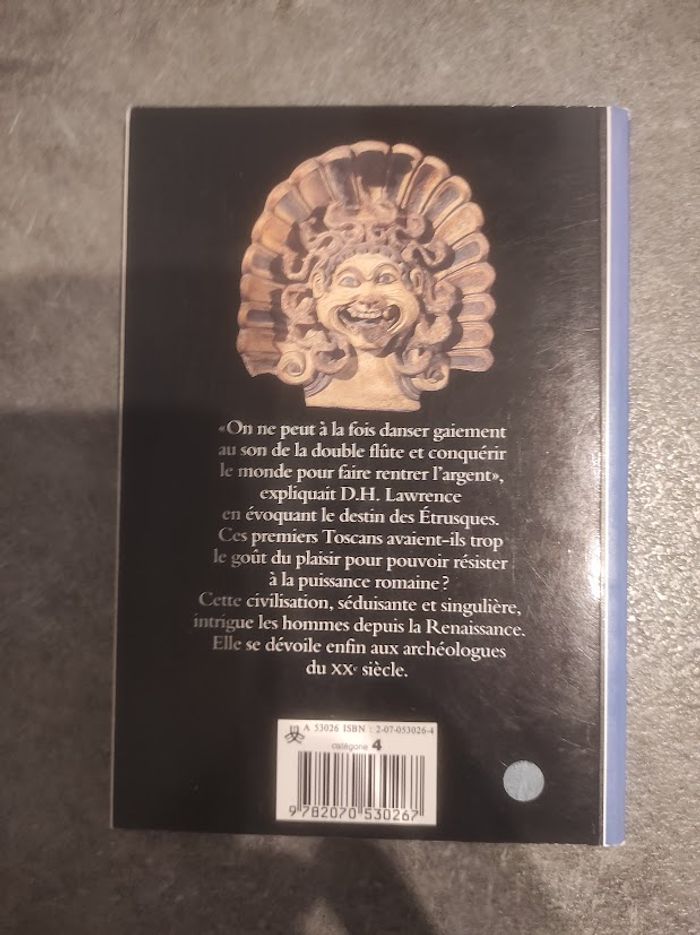 «On ne peut à la fois danser gaiement
au son de la double flûte et conquérir
le monde pour faire rentrer l'argent»,
expliquait D.H. Lawrence
en évoquant le destin des Étrusques.
Ces premiers Toscans avaient-ils trop
le goût du plaisir pour pouvoir résister
à la puissance romaine ?
Cette civilisation, séduisante et singulière,
intrigue les hommes depuis la Renaissance.
Elle se dévoile enfin aux archéologues
du XXe siècle.
A 53026 ISBN : 2-07-053026-4
catégorie 4
9 782070 530267